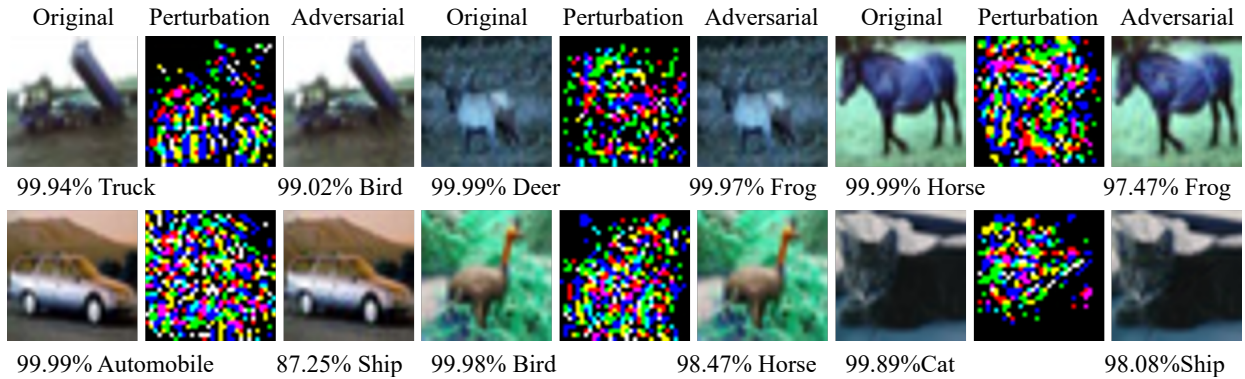 Original Perturbation Adversarial Original Perturbation Adversarial Original Perturbation Adversarial
99.94% Truck 99.02% Bird 99.99% Deer 99.97% Frog 99.99% Horse 97.47% Frog
99.99% Automobile 87.25% Ship 99.98% Bird 98.47% Horse 99.89%Cat 98.08%Ship